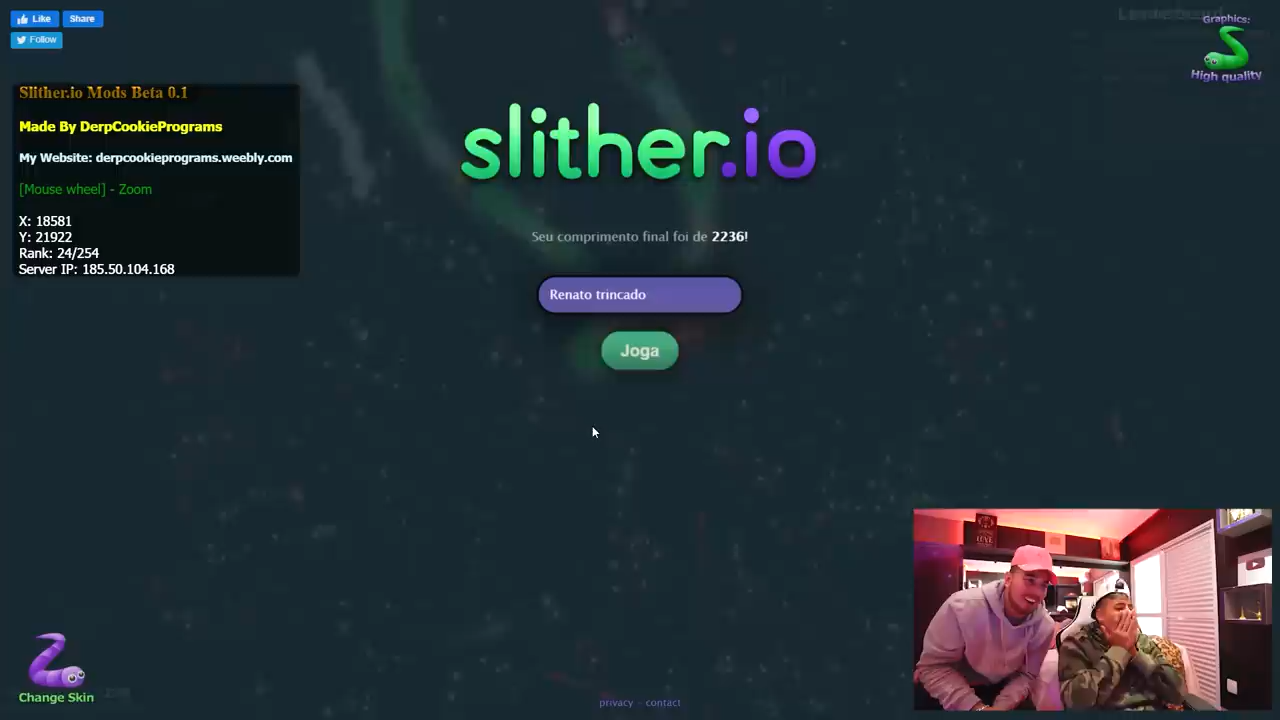 Like Share
Follow
Leaderboard
Graphics:
High quality
Slither.io Mods Beta 0.1
Made By DerpCookiePrograms
My Website: derpcookieprograms.weebly.com
[Mouse wheel] - Zoom
X: 18581
Y: 21922
Rank: 24/254
Server IP: 185.50.104.168
slither.io
Seu comprimento final foi de 2236!
Renato trincado
Joga
Change Skin
privacy - contact